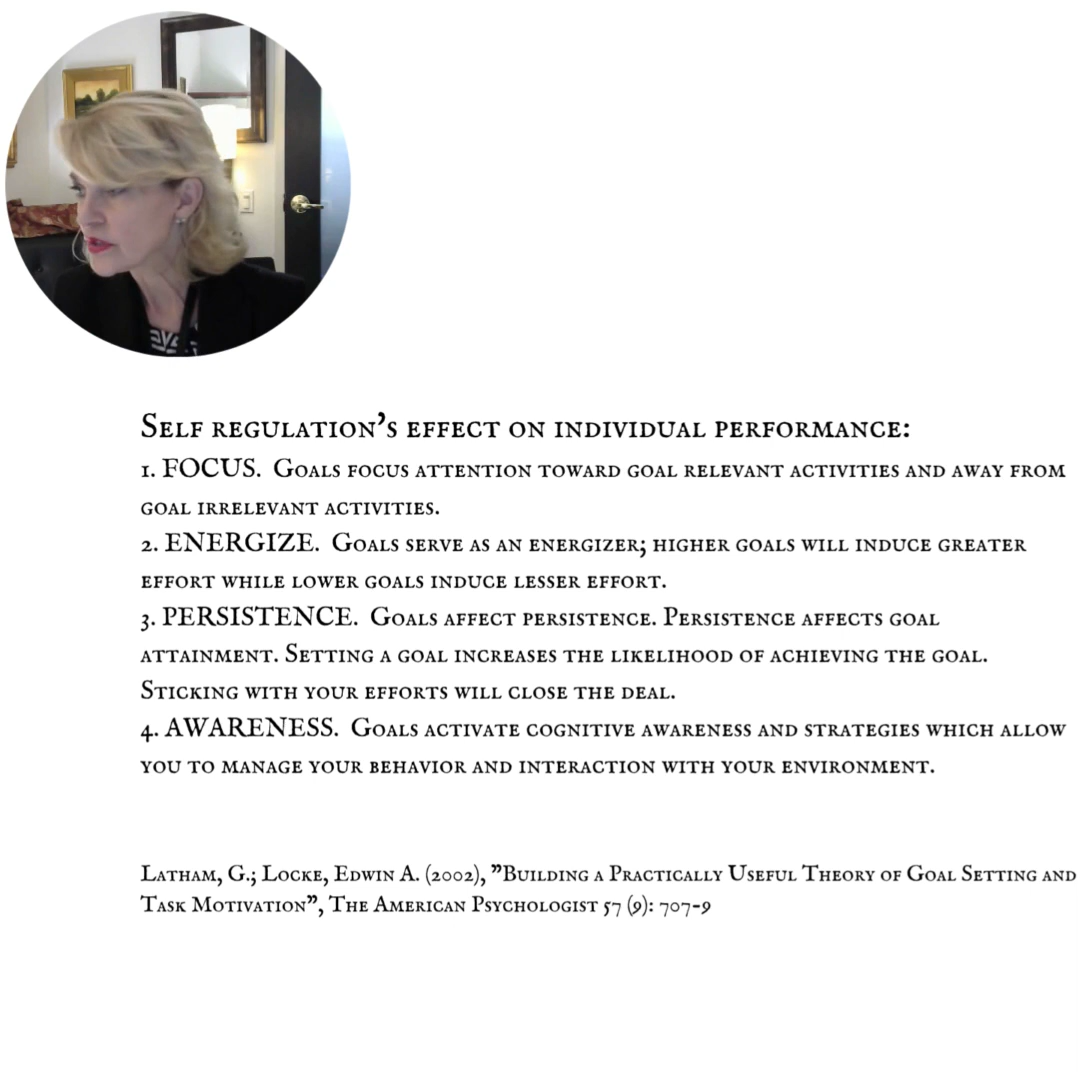 Self regulation's effect on individual performance:
1. FOCUS. Goals focus attention toward goal relevant activities and away from
goal irrelevant activities.
2. ENERGIZE. Goals serve as an energizer; higher goals will induce greater
effort while lower goals induce lesser effort.
3. PERSISTENCE. Goals affect persistence. Persistence affects goal
attainment. Setting a goal increases the likelihood of achieving the goal.
Sticking with your efforts will close the deal.
4. AWARENESS. Goals activate cognitive awareness and strategies which allow
you to manage your behavior and interaction with your environment.
Latham, G.; Locke, Edwin A. (2002), "Building a Practically Useful Theory of Goal Setting and
Task Motivation", The American Psychologist 57 (9): 707-9